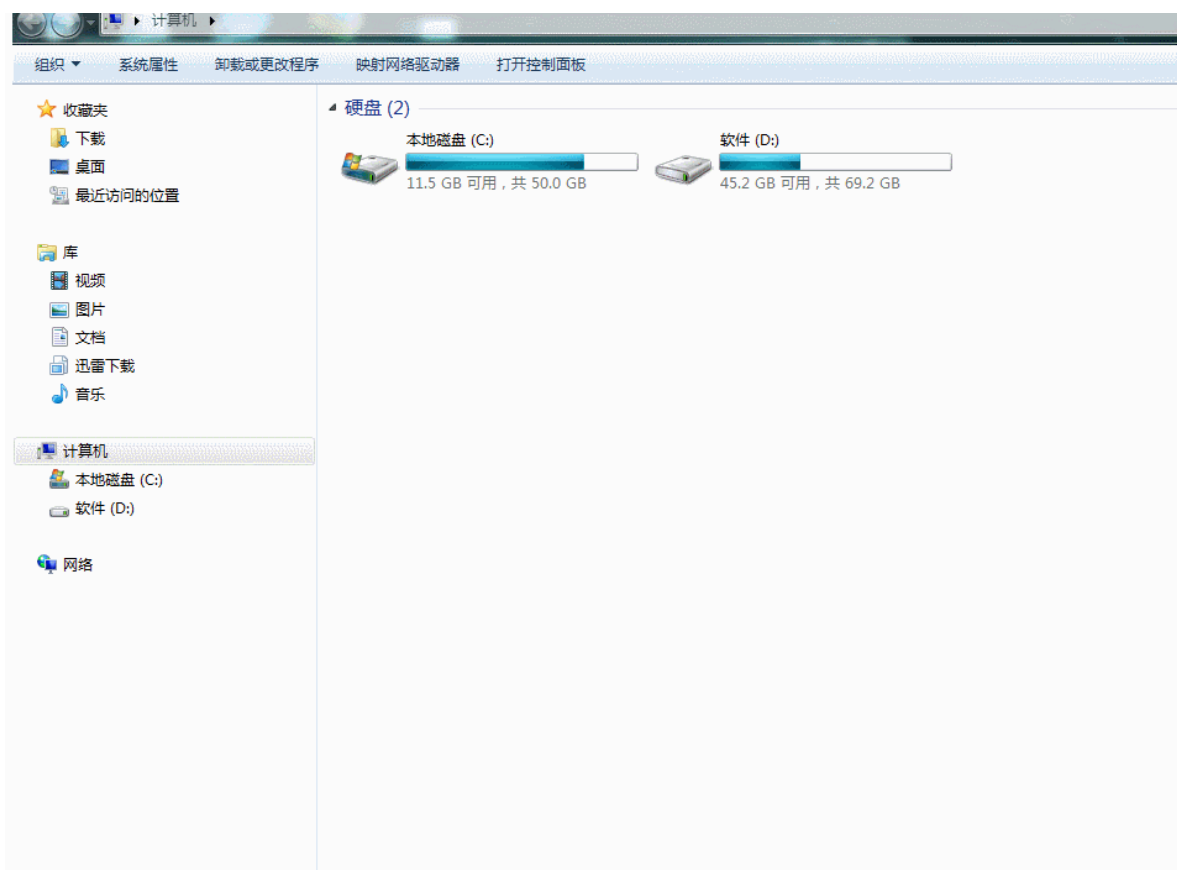 计算机
组织 系统属性 卸载或更改程序 映射网络驱动器 打开控制面板
收藏夹
下载
桌面
最近访问的位置
库
视频
图片
文档
迅雷下载
音乐
计算机
本地磁盘 (C:)
软件 (D:)
网络
硬盘 (2)
本地磁盘 (C:)
11.5 GB 可用，共 50.0 GB
软件 (D:)
45.2 GB 可用，共 69.2 GB